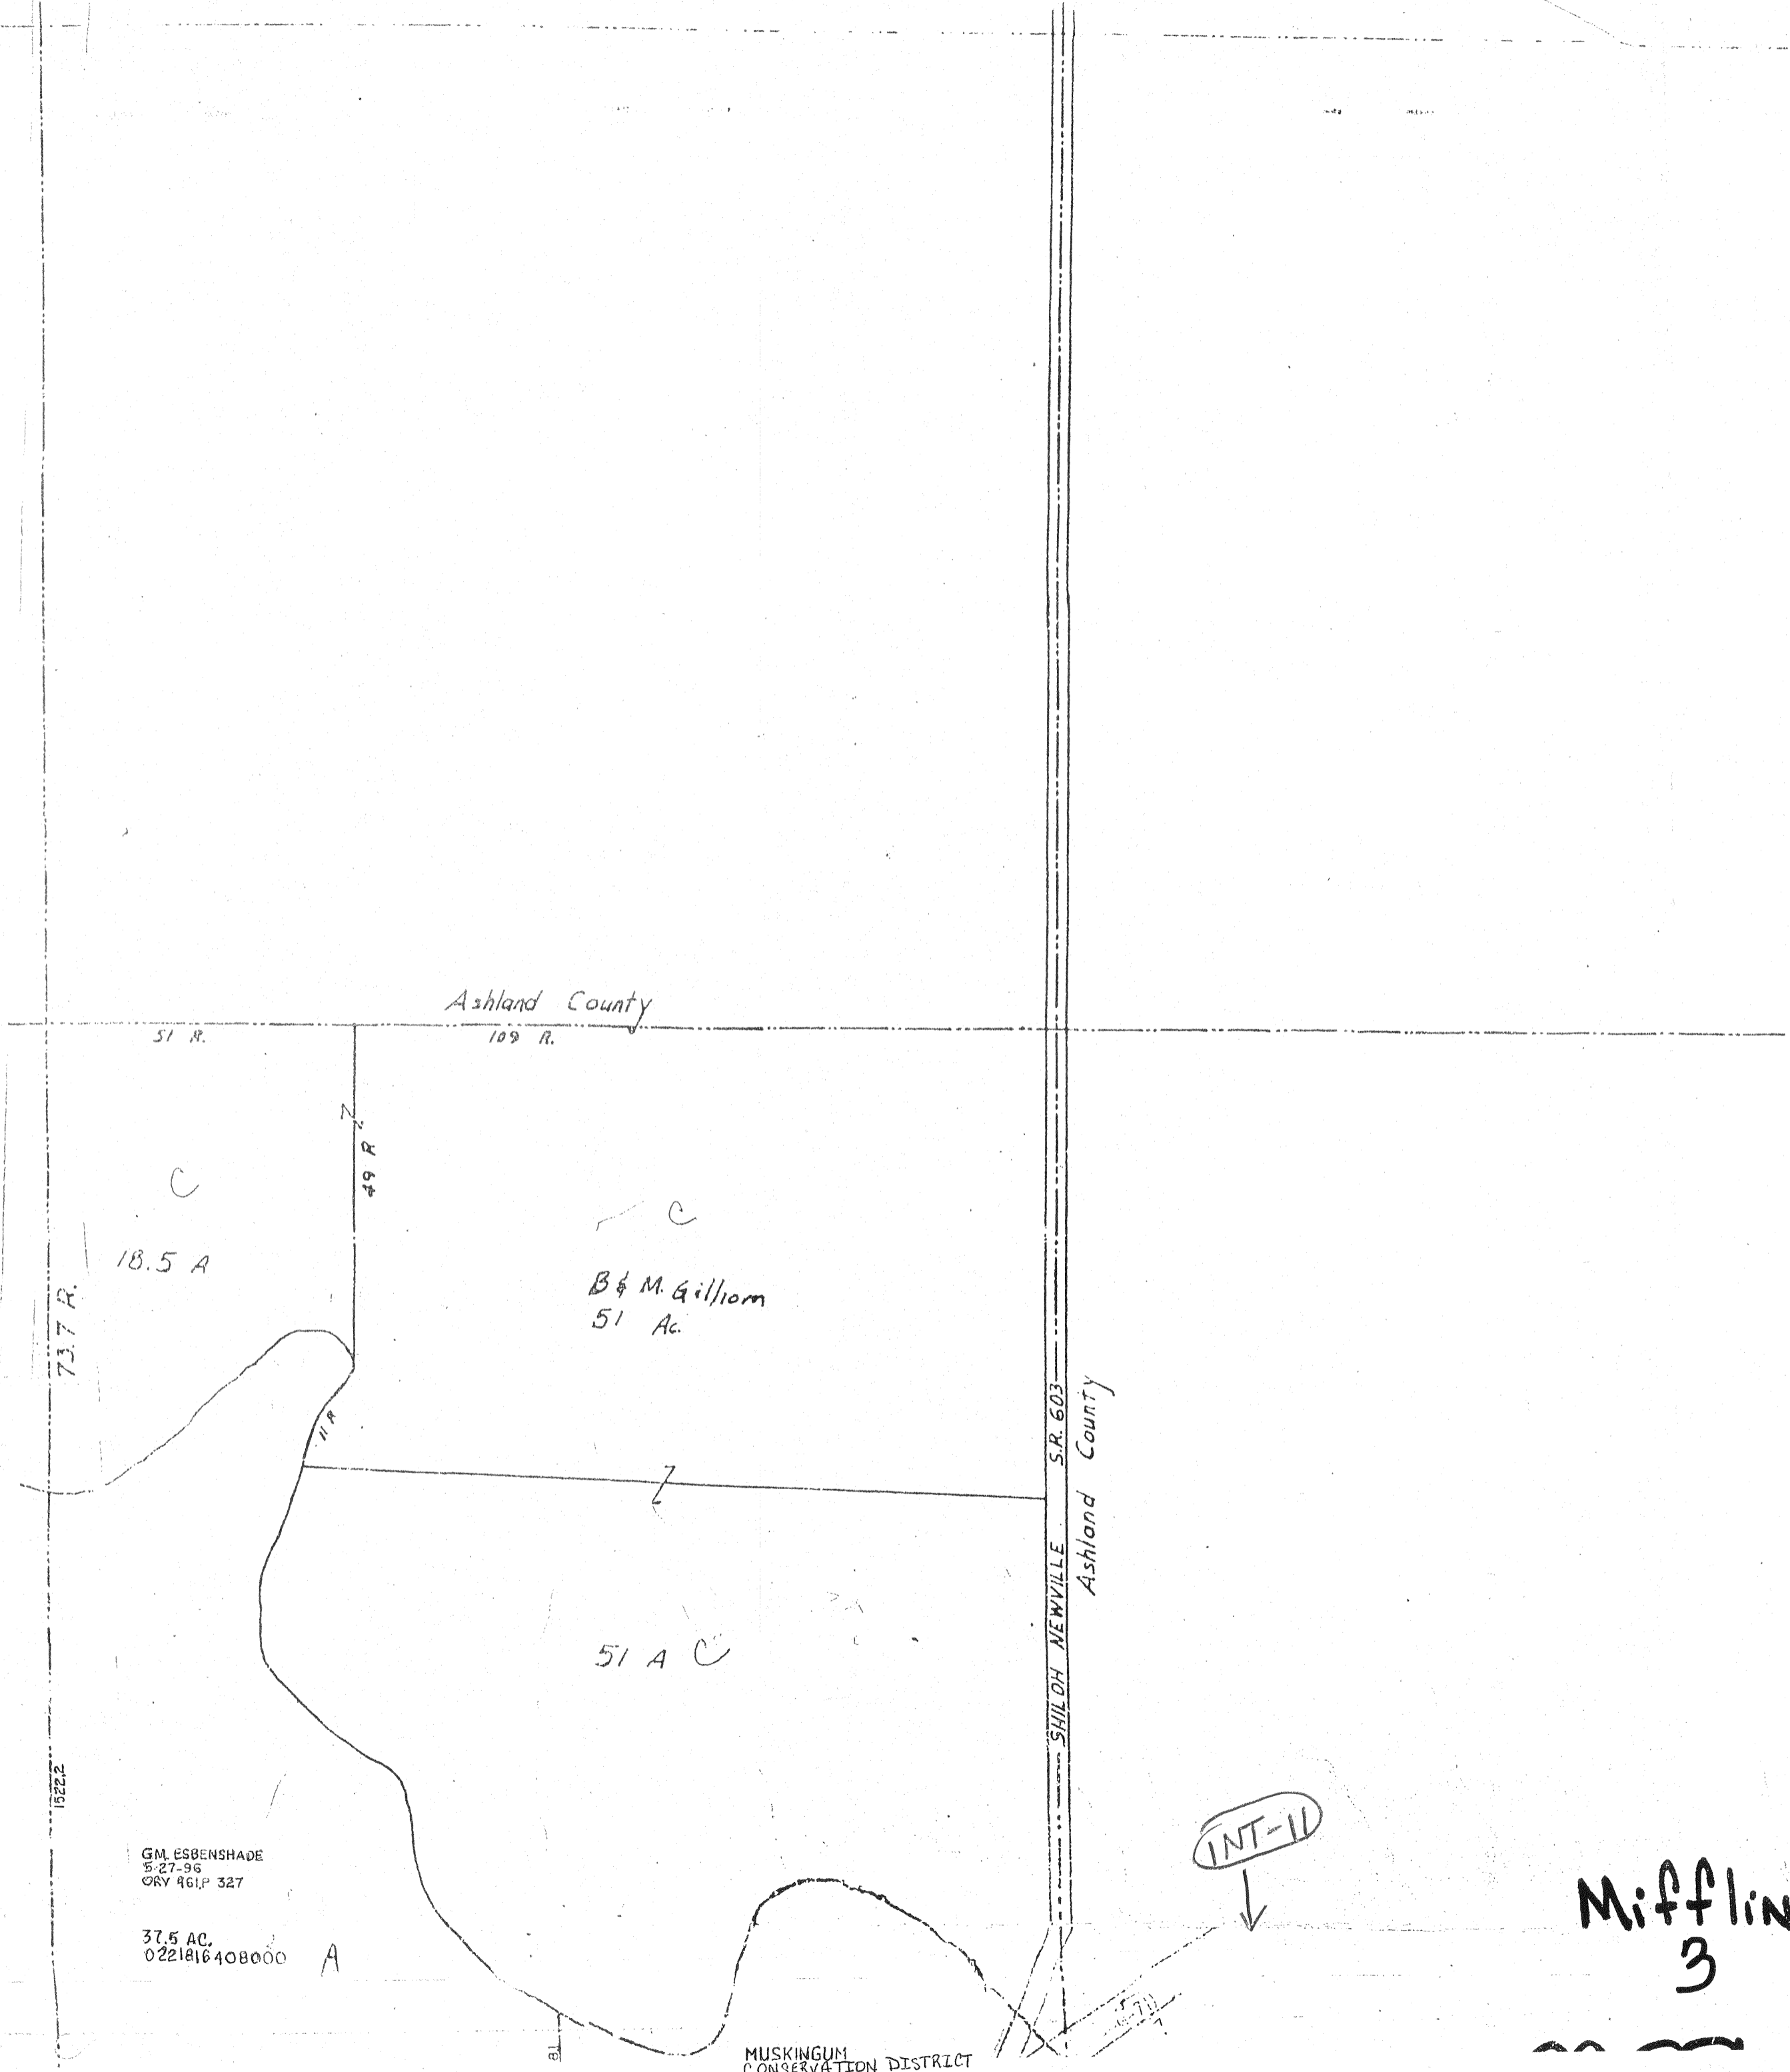 Ashland County
51 R.
109 R.
49 R
C
18.5 A
73.7 R.
C
B & M. Gilliom
51 Ac.
11 R
S.R. 603
SHILOH NEWVILLE
Ashland County
51 A C
1522.2
INT-11
GM. ESBENSHADE
5-27-96
ORV 961,P 327
37.5 AC.
0221816408000 A
Mifflin
3
81
MUSKINGUM
CONSERVATION DISTRICT